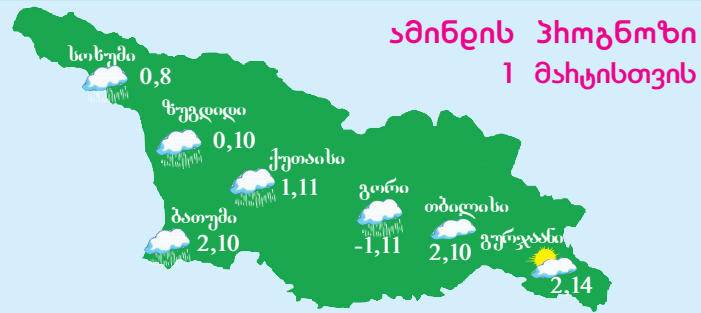 ამინდის პროგნოზი
1 მარტისთვის
სოხუმი
0,8
ზუგდიდი
0,10
ქუთაისი
1,11
ბათუმი
2,10
გორი
-1,11
თბილისი
2,10
გურჯაანი
2,14